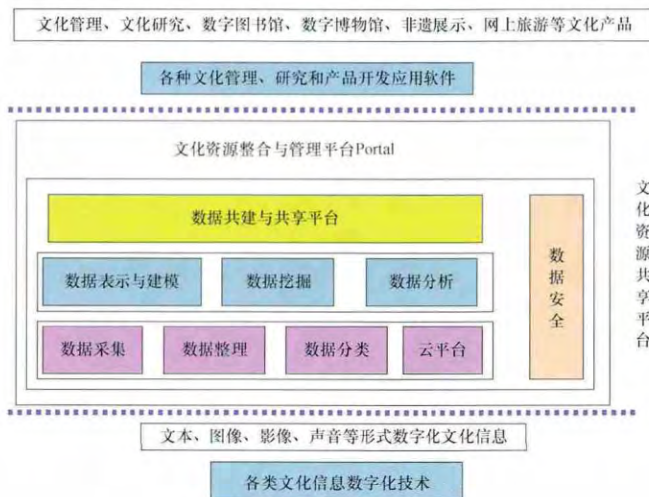 文化管理、文化研究、数字图书馆、数字博物馆、非遗展示、网上旅游等文化产品
各种文化管理、研究和产品开发应用软件
文化资源整合与管理平台Portal
数据共建与共享平台
数据表示与建模
数据挖掘
数据分析
数据采集
数据整理
数据分类
云平台
数据安全
文化资源共享平台
文本、图像、影像、声音等形式数字化文化信息
各类文化信息数字化技术